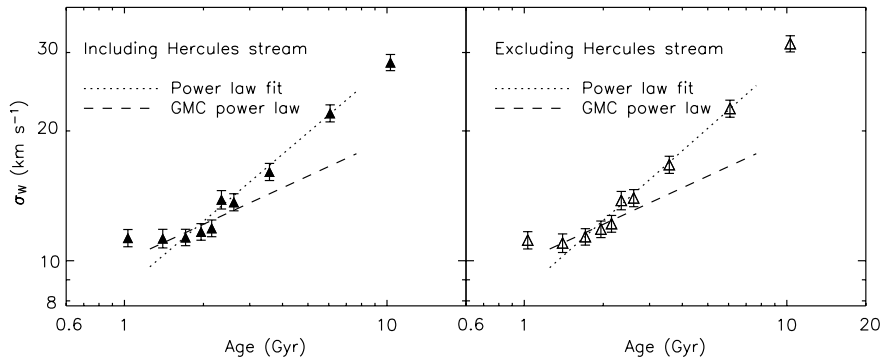 30
20
10
8
σW (km s−1)
Including Hercules stream
Power law fit
GMC power law
0.6 1 10
Age (Gyr)
Excluding Hercules stream
Power law fit
GMC power law
0.6 1 10 20
Age (Gyr)